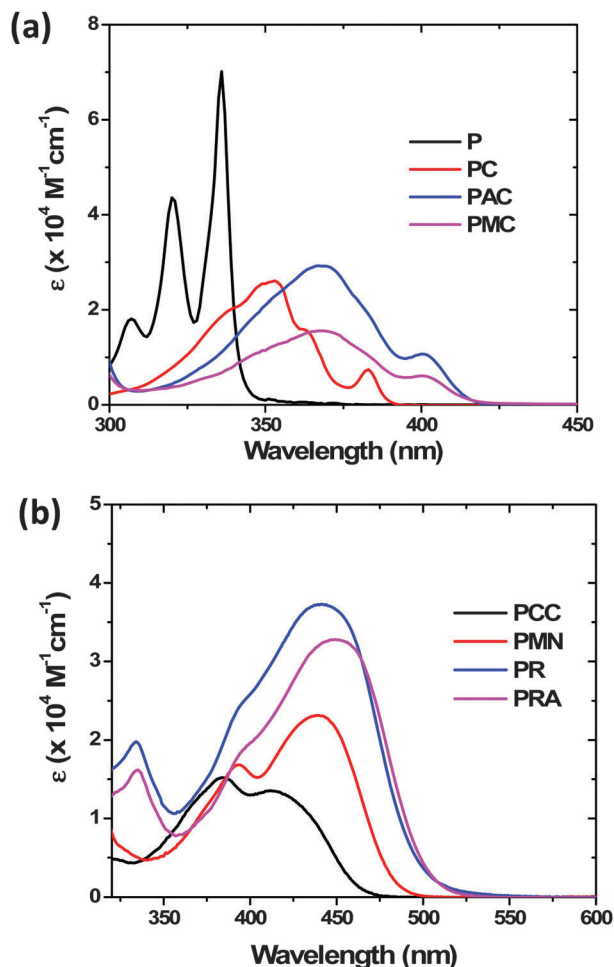 (a)
ε (x 10⁴ M⁻¹cm⁻¹)
8
6
4
2
0
P
PC
PAC
PMC
300 350 400 450
Wavelength (nm)
(b)
ε (x 10⁴ M⁻¹cm⁻¹)
5
4
3
2
1
0
PCC
PMN
PR
PRA
350 400 450 500 550 600
Wavelength (nm)